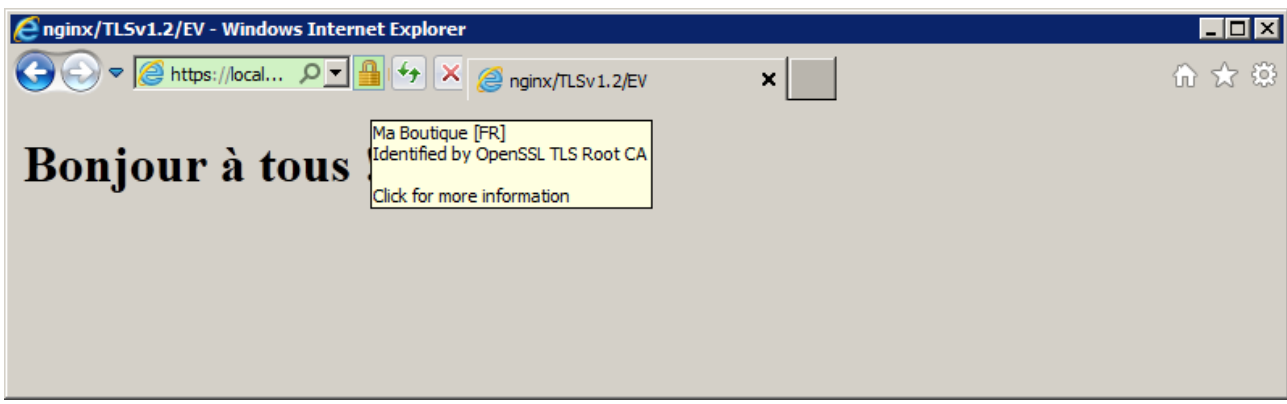 nginx/TLSv1.2/EV - Windows Internet Explorer
https://local... nginx/TLSv1.2/EV
Ma Boutique [FR]
Identified by OpenSSL TLS Root CA
Click for more information
Bonjour à tous